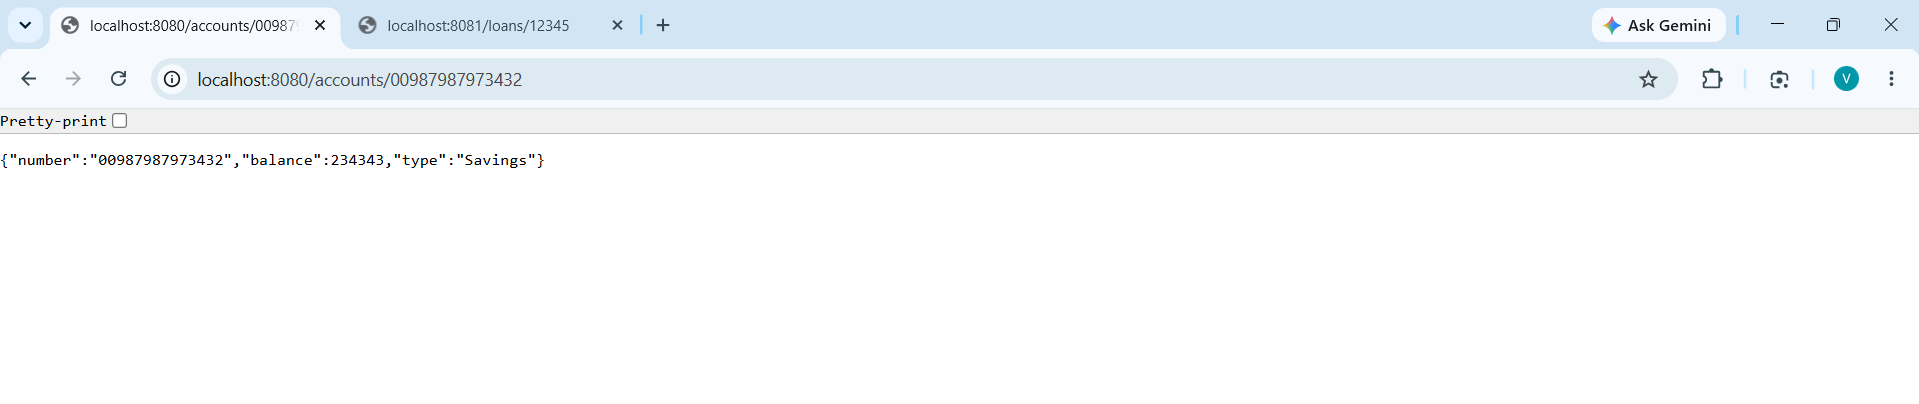 localhost:8080/accounts/00987
localhost:8081/loans/12345
Ask Gemini
localhost:8080/accounts/00987987973432
V
Pretty-print
{"number":"00987987973432","balance":234343,"type":"Savings"}